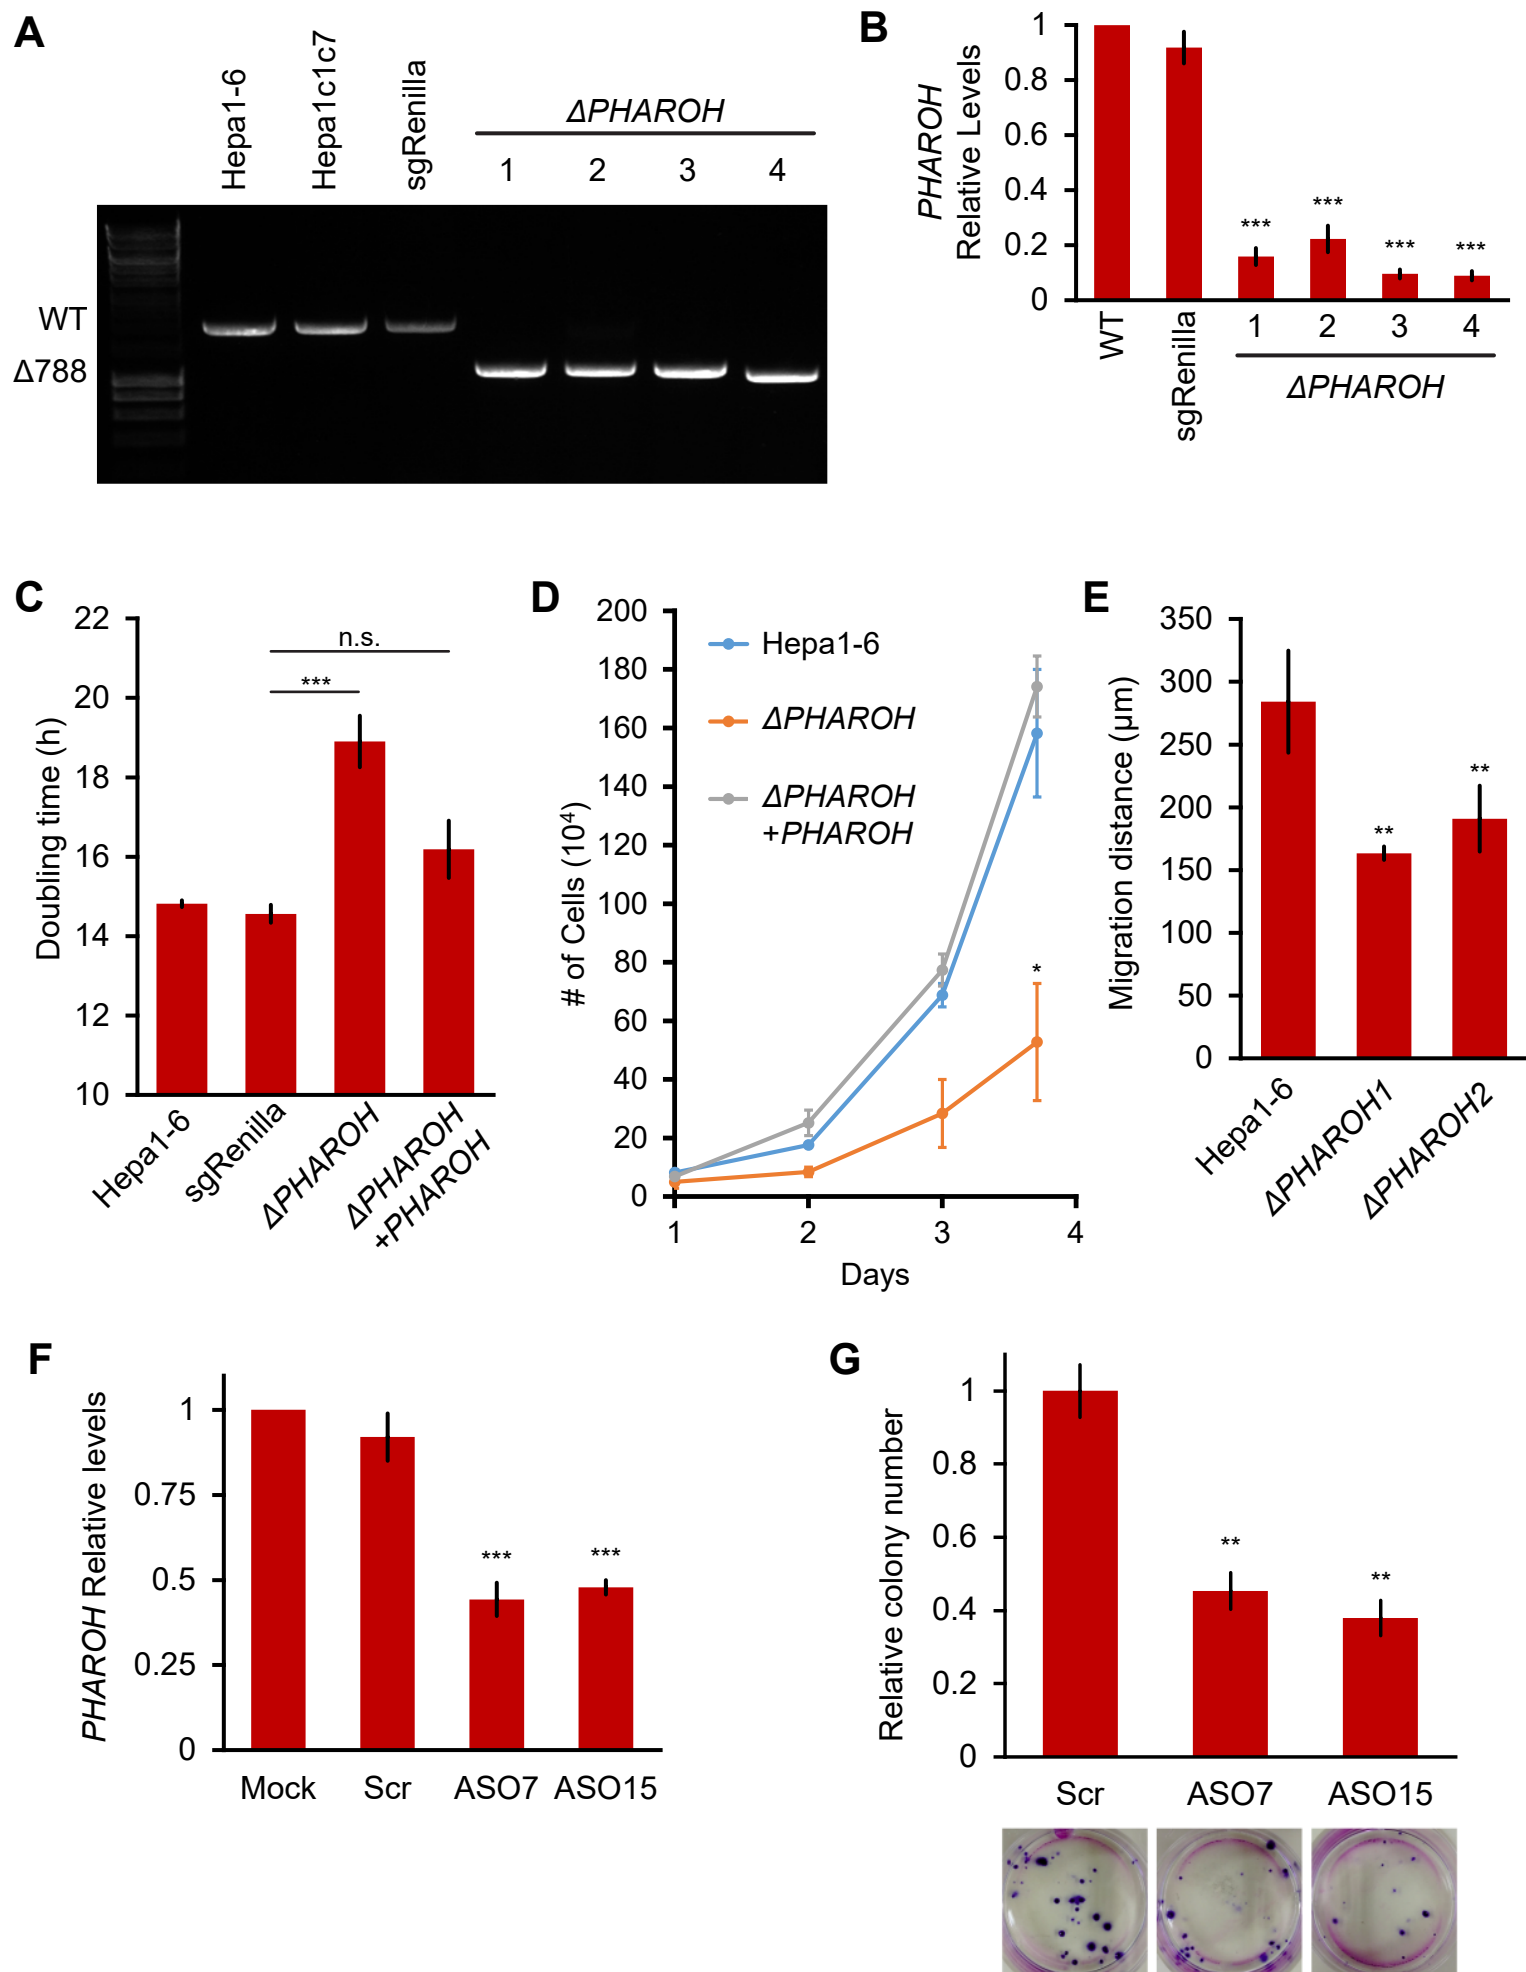 A
Hepa1-6
Hepa1c1c7
sgRenilla
ΔPHAROH
1 2 3 4
WT
Δ788
B
PHAROH
Relative Levels
1
0.8
0.6
0.4
0.2
0
*** *** *** ***
WT
sgRenilla
1 2 3 4
ΔPHAROH
C
Doubling time (h)
22
20
18
16
14
12
10
n.s.
***
Hepa1-6
sgRenilla
ΔPHAROH
ΔPHAROH
+PHAROH
D
# of Cells (10⁴)
200
180
160
140
120
100
80
60
40
20
0
Hepa1-6
ΔPHAROH
ΔPHAROH
+PHAROH
*
1 2 3 4
Days
E
Migration distance (µm)
350
300
250
200
150
100
50
0
** **
Hepa1-6
ΔPHAROH1
ΔPHAROH2
F
PHAROH Relative levels
1
0.75
0.5
0.25
0
*** ***
Mock Scr ASO7 ASO15
G
Relative colony number
1
0.8
0.6
0.4
0.2
0
** **
Scr ASO7 ASO15